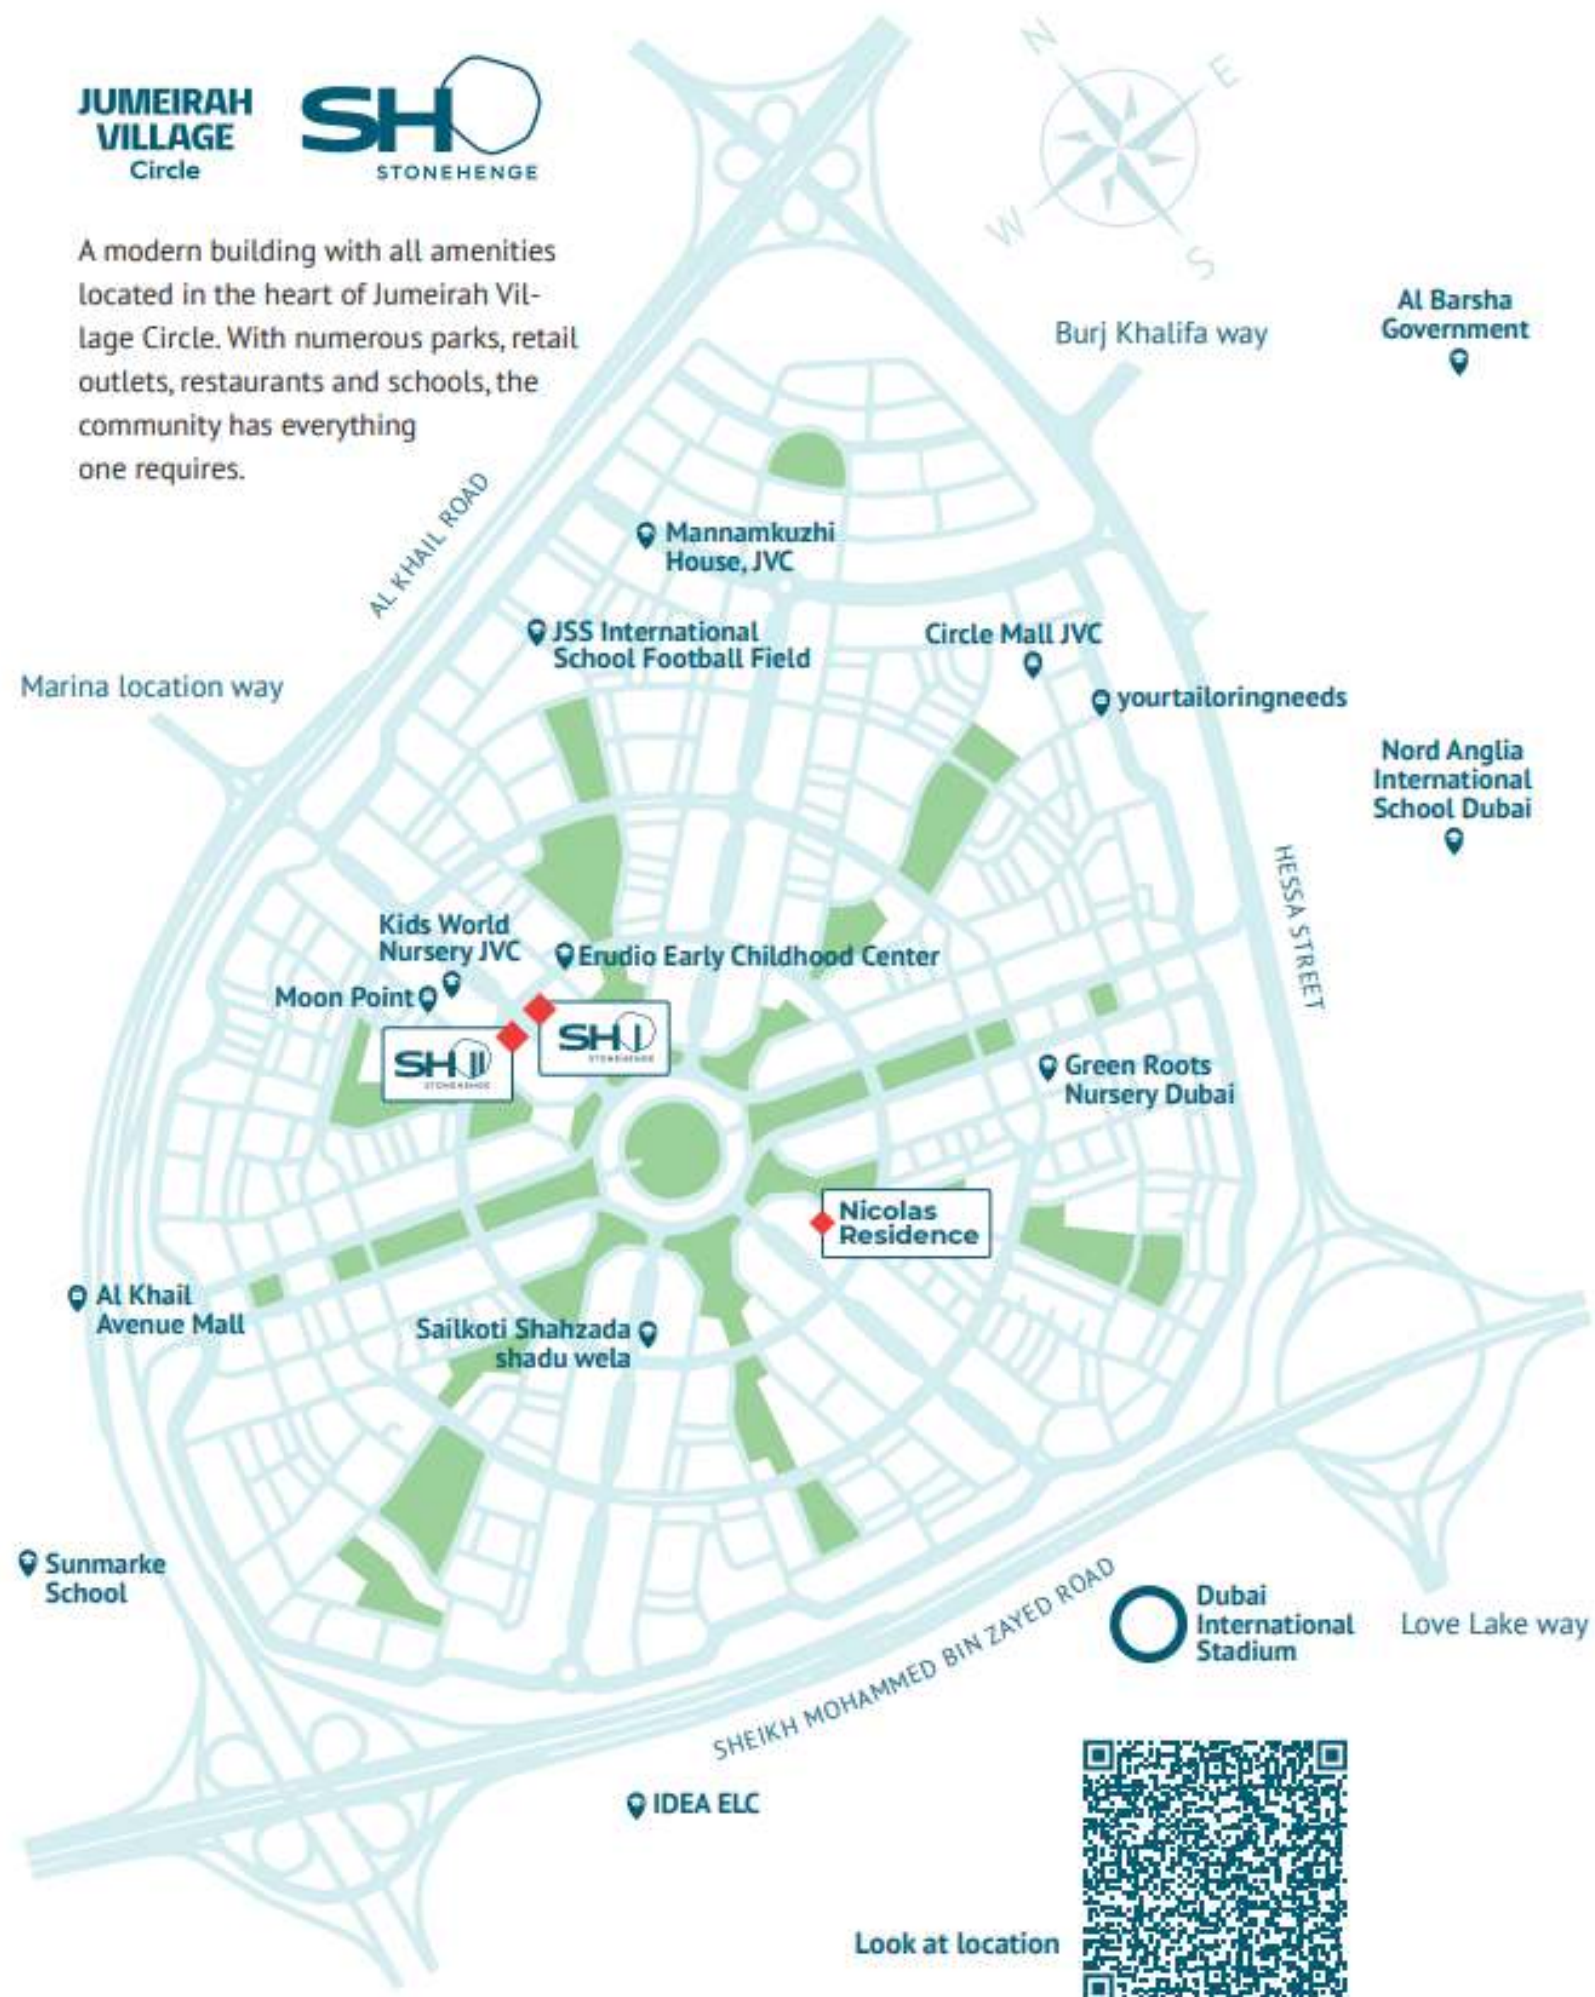 JUMEIRAH
VILLAGE
Circle
SH
STONEHENGE
A modern building with all amenities
located in the heart of Jumeirah Vil-
lage Circle. With numerous parks, retail
outlets, restaurants and schools, the
community has everything
one requires.
N
E
W
S
Burj Khalifa way
Al Barsha
Government
AL KHAIL ROAD
Mannamkuzhi
House, JVC
JSS International
School Football Field
Circle Mall JVC
Marina location way
yourtailoringneeds
Nord Anglia
International
School Dubai
HESSA STREET
Kids World
Nursery JVC
Erudio Early Childhood Center
Moon Point
SH I
STONEHENGE
SH II
STONEHENGE
Green Roots
Nursery Dubai
Nicolas
Residence
Al Khail
Avenue Mall
Sailkoti Shahzada
shadu wela
Sunmarke
School
SHEIKH MOHAMMED BIN ZAYED ROAD
Dubai
International
Stadium
Love Lake way
IDEA ELC
Look at location